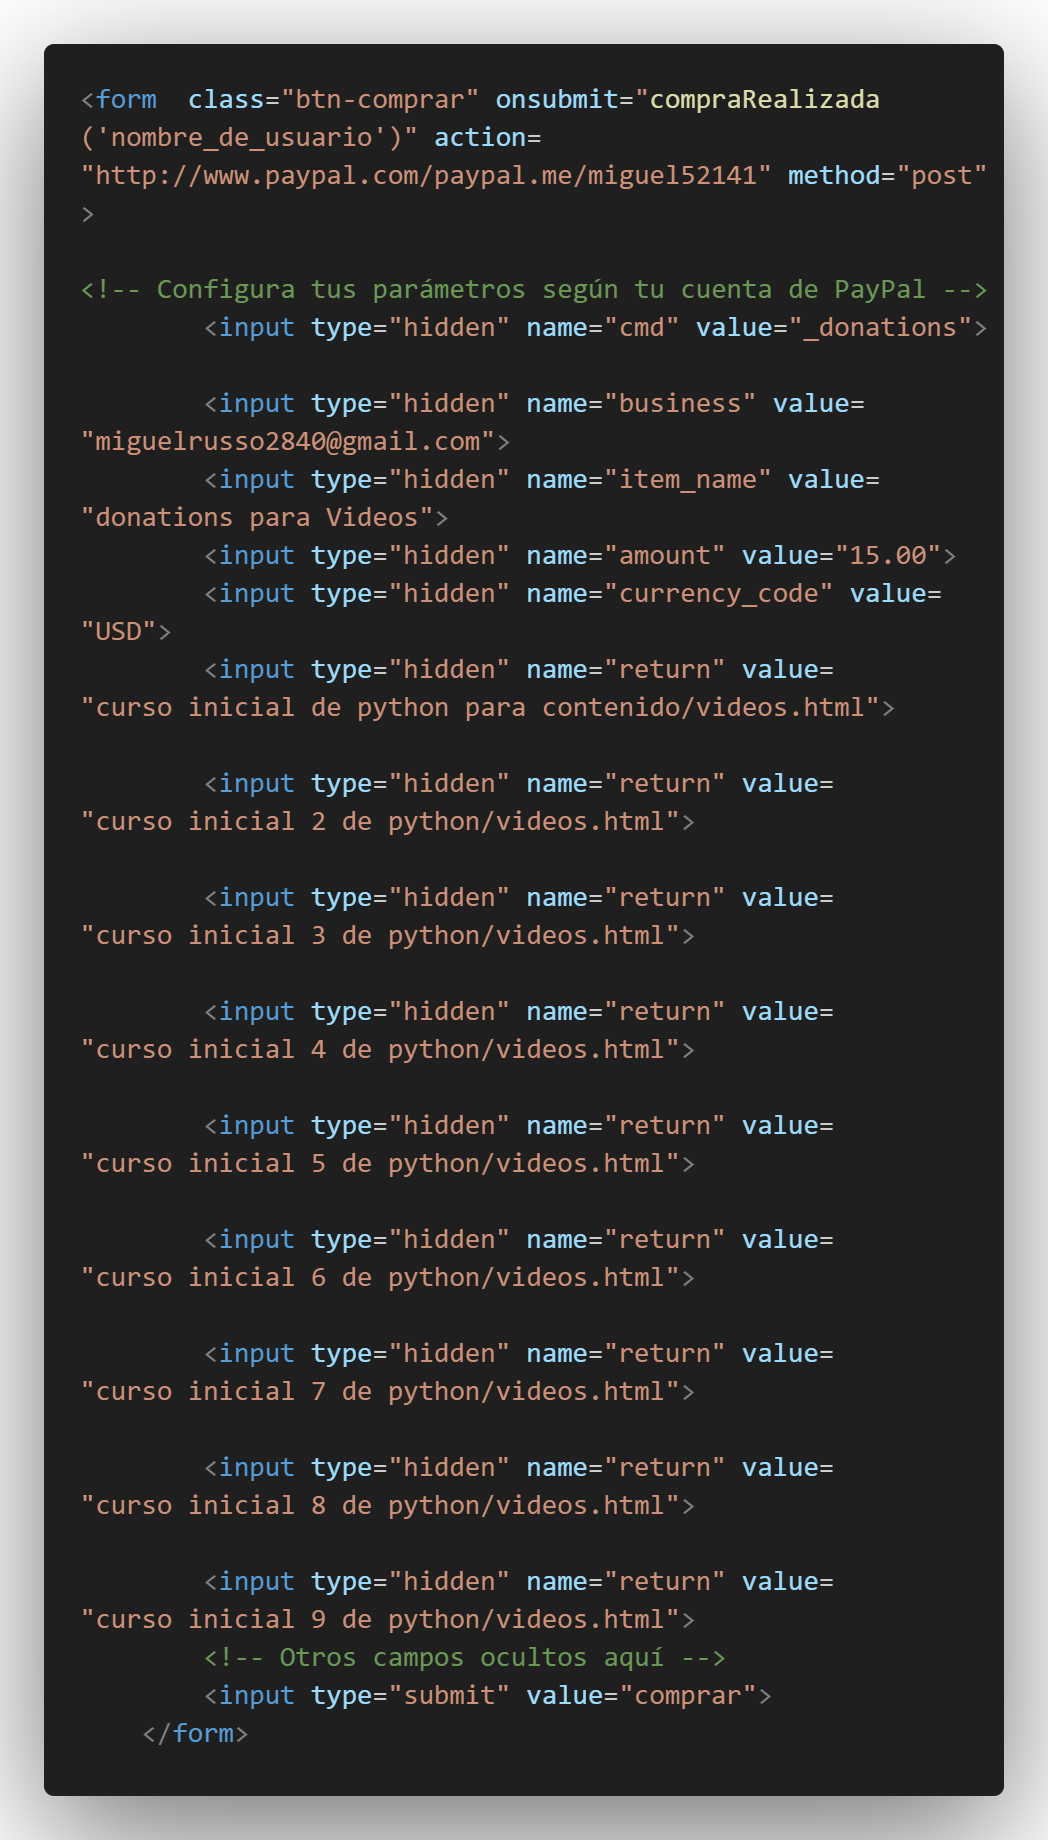 <form  class="btn-comprar" onsubmit="compraRealizada
('nombre_de_usuario')" action=
"http://www.paypal.com/paypal.me/miguel52141" method="post"
>
<!-- Configura tus parámetros según tu cuenta de PayPal -->
<input type="hidden" name="cmd" value="_donations">
<input type="hidden" name="business" value=
"miguelrusso2840@gmail.com">
<input type="hidden" name="item_name" value=
"donations para Videos">
<input type="hidden" name="amount" value="15.00">
<input type="hidden" name="currency_code" value=
"USD">
<input type="hidden" name="return" value=
"curso inicial de python para contenido/videos.html">
<input type="hidden" name="return" value=
"curso inicial 2 de python/videos.html">
<input type="hidden" name="return" value=
"curso inicial 3 de python/videos.html">
<input type="hidden" name="return" value=
"curso inicial 4 de python/videos.html">
<input type="hidden" name="return" value=
"curso inicial 5 de python/videos.html">
<input type="hidden" name="return" value=
"curso inicial 6 de python/videos.html">
<input type="hidden" name="return" value=
"curso inicial 7 de python/videos.html">
<input type="hidden" name="return" value=
"curso inicial 8 de python/videos.html">
<input type="hidden" name="return" value=
"curso inicial 9 de python/videos.html">
<!-- Otros campos ocultos aquí -->
<input type="submit" value="comprar">
</form>